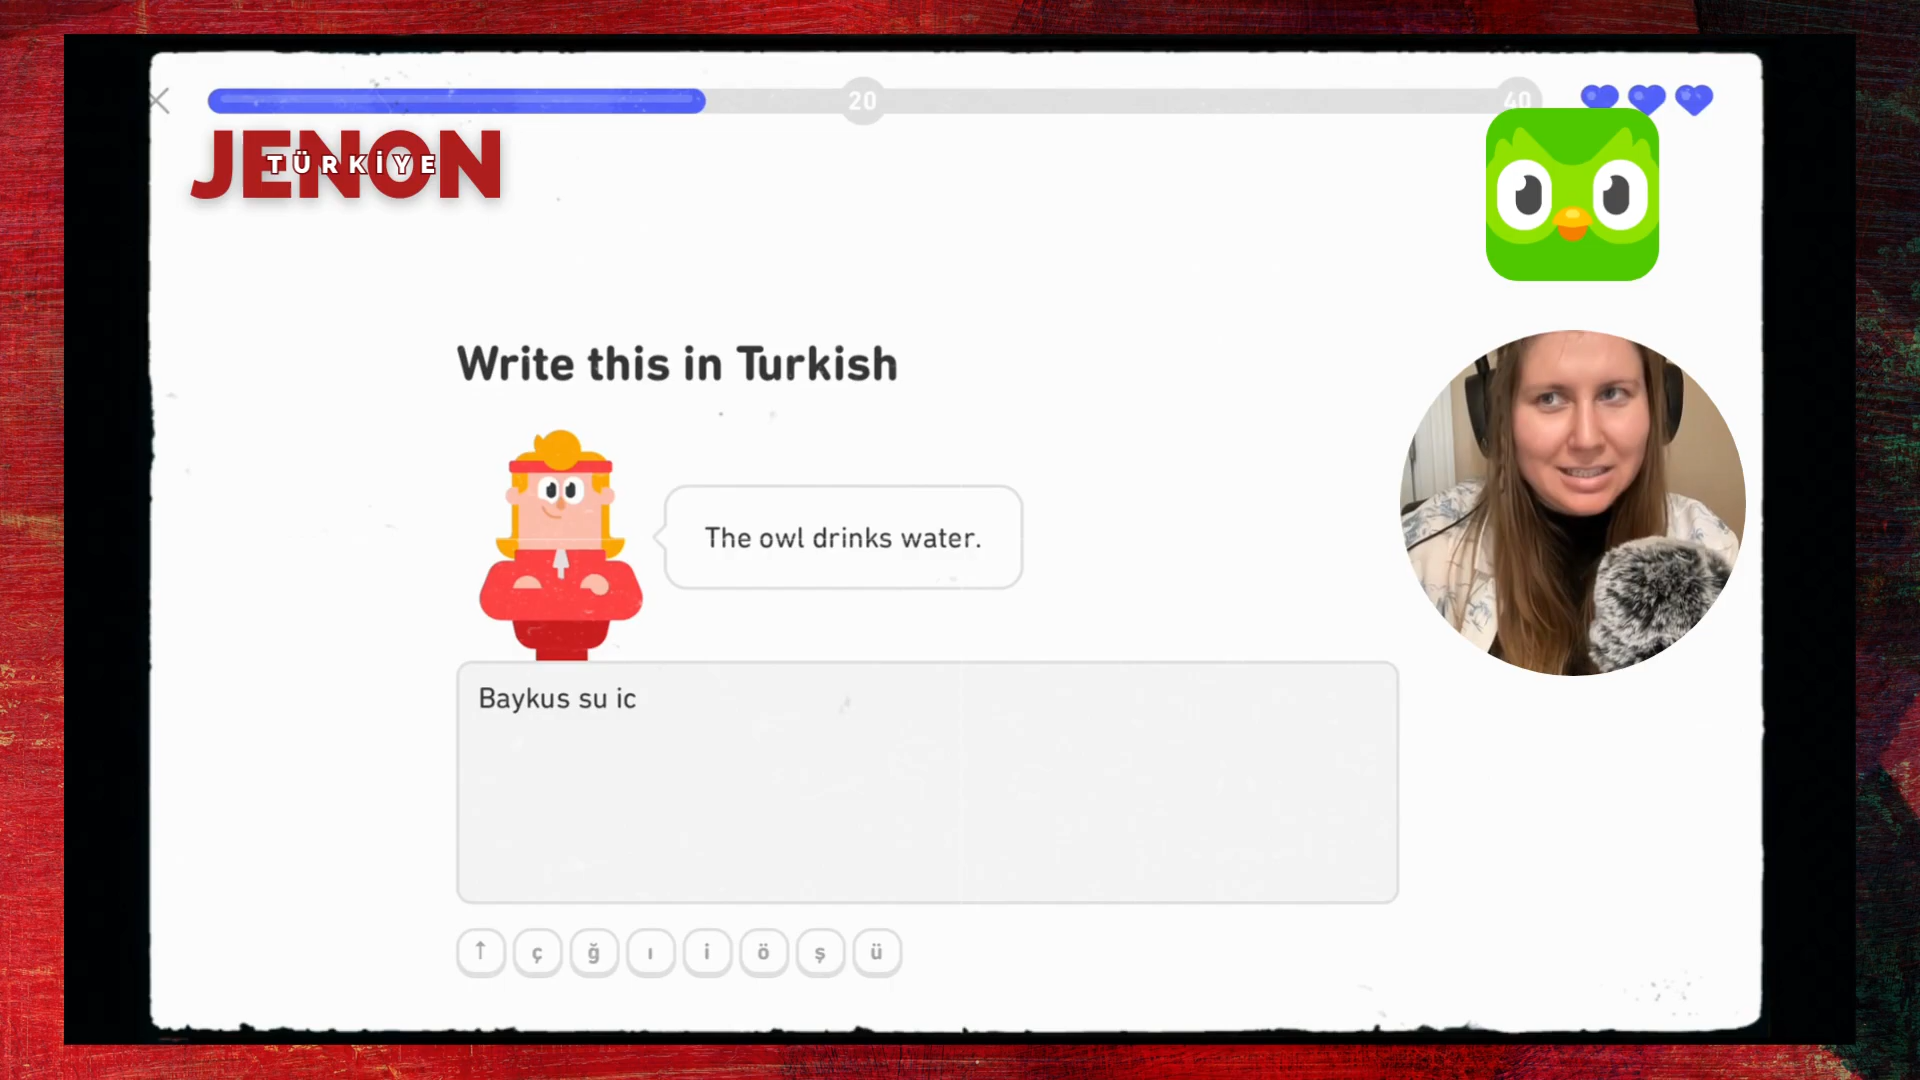 20
40
JENON
TÜRKİYE
Write this in Turkish
The owl drinks water.
Baykus su ic
↑ ç ğ ı i ö ş ü